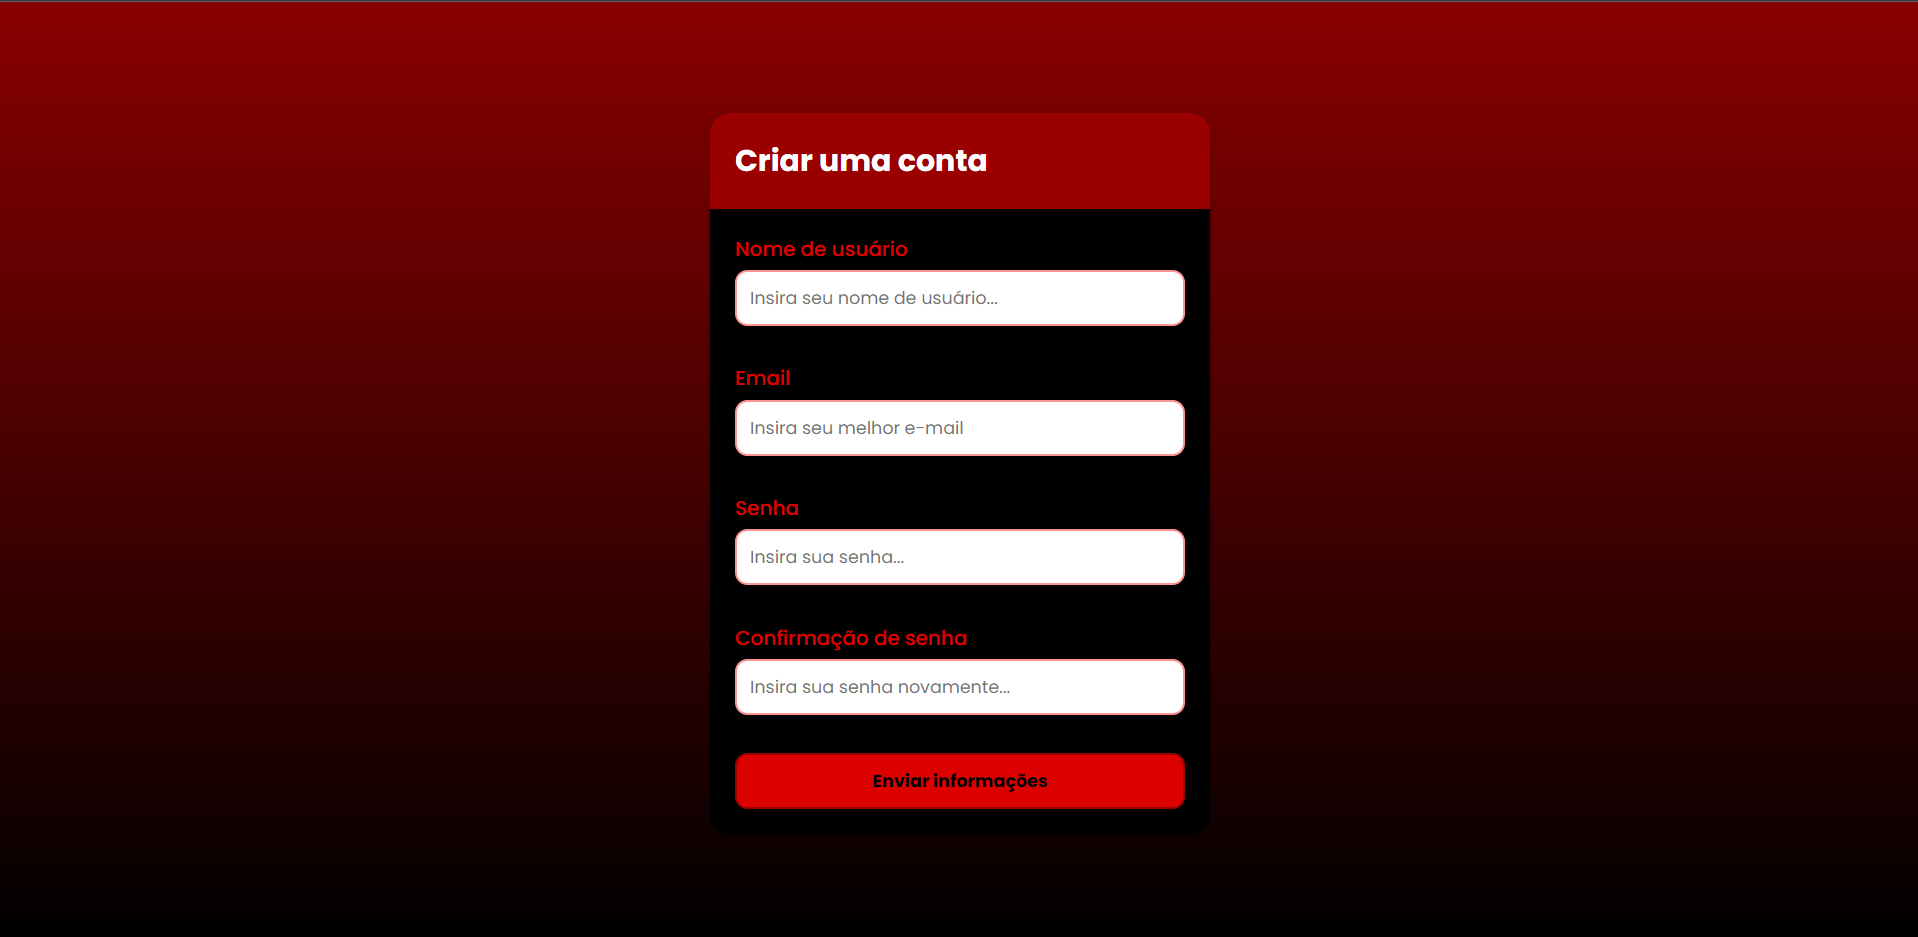 Criar uma conta
Nome de usuário
Insira seu nome de usuário...
Email
Insira seu melhor e-mail
Senha
Insira sua senha...
Confirmação de senha
Insira sua senha novamente...
Enviar informações